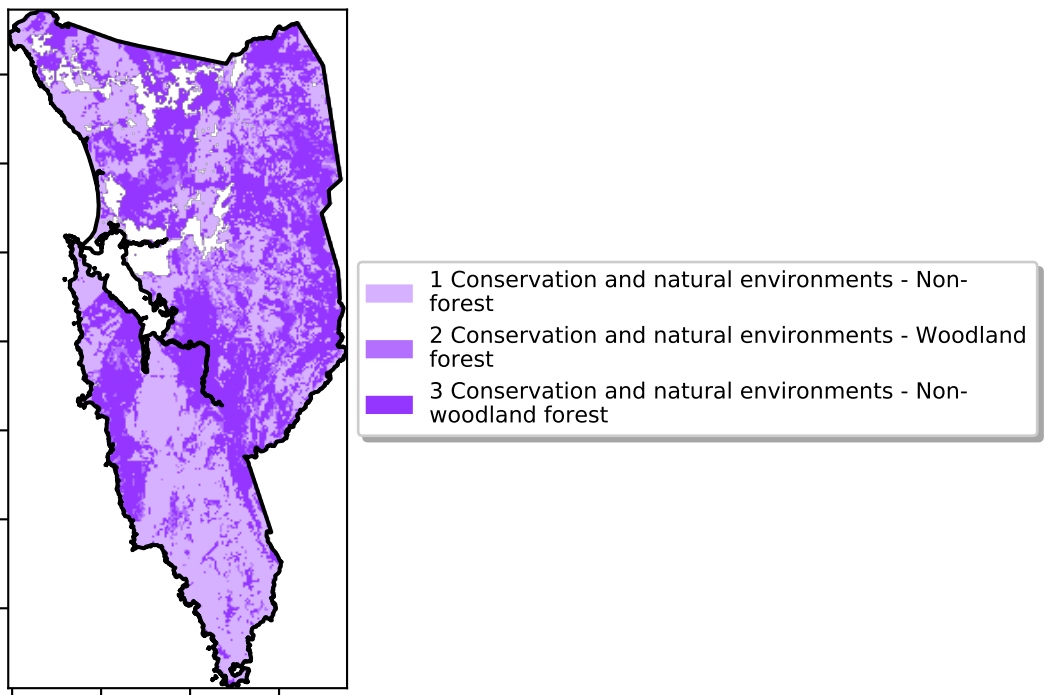 1 Conservation and natural environments - Non-
forest
2 Conservation and natural environments - Woodland
forest
3 Conservation and natural environments - Non-
woodland forest